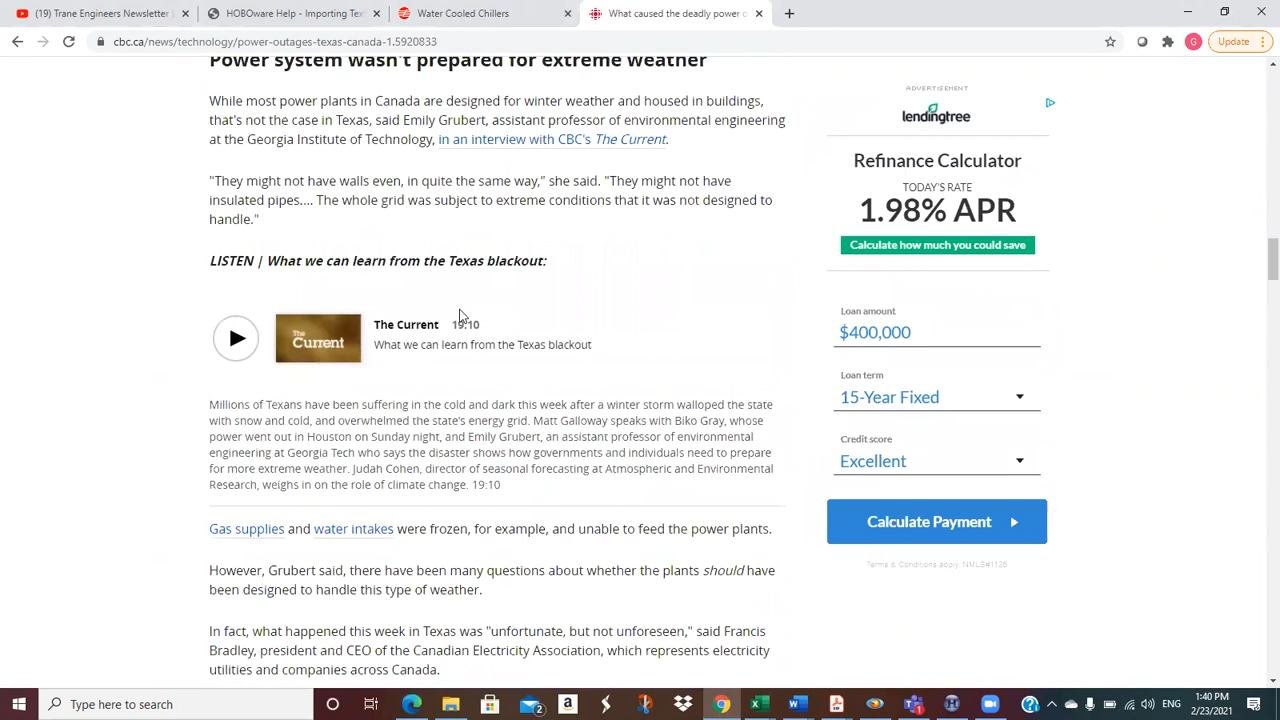 (19) Trane Engineers Newsletter
HOBOware Help - Importing Text
Water Cooled Chillers
What caused the deadly power o
cbc.ca/news/technology/power-outages-texas-canada-1.5920833
G
Update
Power system wasn't prepared for extreme weather
While most power plants in Canada are designed for winter weather and housed in buildings,
that's not the case in Texas, said Emily Grubert, assistant professor of environmental engineering
at the Georgia Institute of Technology, in an interview with CBC's The Current.
"They might not have walls even, in quite the same way," she said. "They might not have
insulated pipes.... The whole grid was subject to extreme conditions that it was not designed to
handle."
LISTEN | What we can learn from the Texas blackout:
The Current
The Current 19:10
What we can learn from the Texas blackout
Millions of Texans have been suffering in the cold and dark this week after a winter storm walloped the state
with snow and cold, and overwhelmed the state's energy grid. Matt Galloway speaks with Biko Gray, whose
power went out in Houston on Sunday night, and Emily Grubert, an assistant professor of environmental
engineering at Georgia Tech who says the disaster shows how governments and individuals need to prepare
for more extreme weather. Judah Cohen, director of seasonal forecasting at Atmospheric and Environmental
Research, weighs in on the role of climate change. 19:10
Gas supplies and water intakes were frozen, for example, and unable to feed the power plants.
However, Grubert said, there have been many questions about whether the plants should have
been designed to handle this type of weather.
In fact, what happened this week in Texas was "unfortunate, but not unforeseen," said Francis
Bradley, president and CEO of the Canadian Electricity Association, which represents electricity
utilities and companies across Canada.
ADVERTISEMENT
lendingtree
Refinance Calculator
TODAY'S RATE
1.98% APR
Calculate how much you could save
Loan amount
$400,000
Loan term
15-Year Fixed
Credit score
Excellent
Calculate Payment
Terms & Conditions apply. NMLS#1136
Type here to search
ENG
1:40 PM
2/23/2021